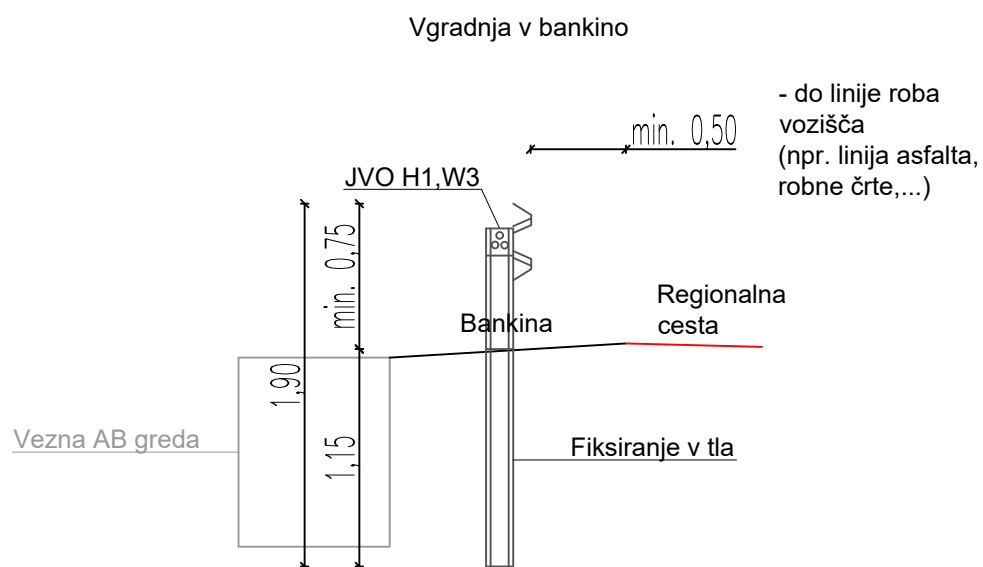 Vgradnja v bankino
- do linije roba
vozišča
(npr. linija asfalta,
robne črte,...)
min. 0,50
JVO H1,W3
min. 0,75
Regionalna
cesta
Bankina
1,90
Vezna AB greda
1,15
Fiksiranje v tla